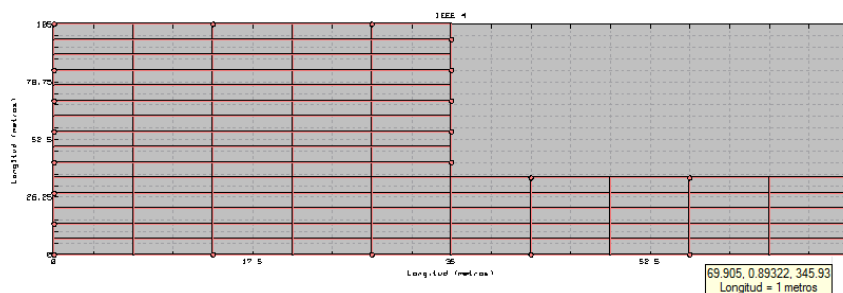 IEEE 4
105
78.75
52.5
26.25
0
Longitud (metros)
0
17.5
35
52.5
Longitud (metros)
69.905, 0.89322, 345.93
Longitud = 1 metros